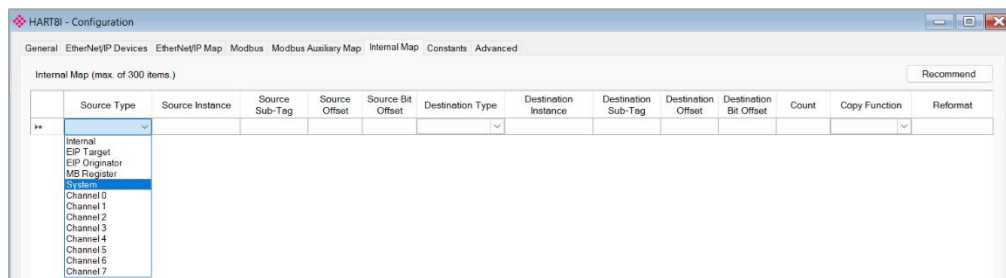 HART8I - Configuration
General EtherNet/IP Devices EtherNet/IP Map Modbus Modbus Auxiliary Map Internal Map Constants Advanced
Internal Map (max. of 300 items.)
Recommend
Source Type Source Instance Source Sub-Tag Source Offset Source Bit Offset Destination Type Destination Instance Destination Sub-Tag Destination Offset Destination Bit Offset Count Copy Function Reformat
Internal
EIP Target
EIP Originator
MB Register
System
Channel 0
Channel 1
Channel 2
Channel 3
Channel 4
Channel 5
Channel 6
Channel 7